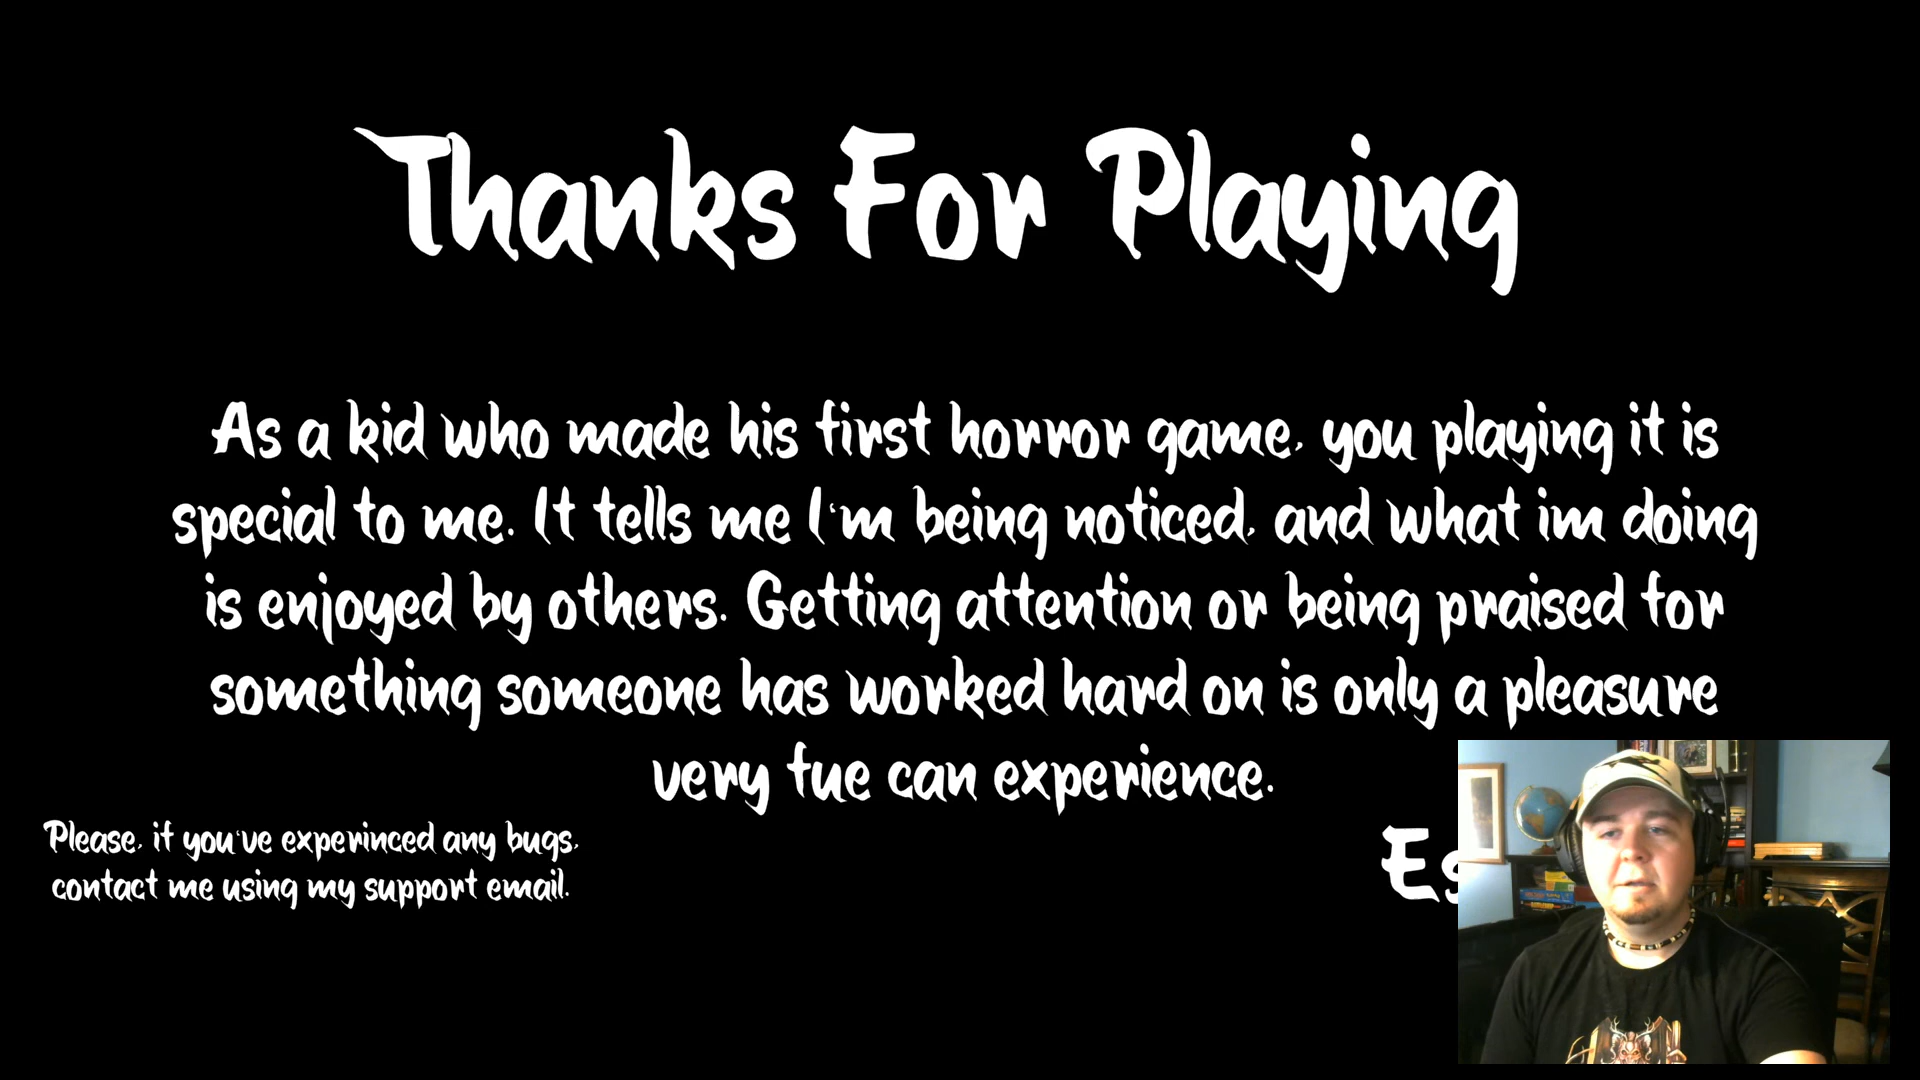 Thanks For Playing
As a kid who made his first horror game, you playing it is
special to me. It tells me I'm being noticed, and what im doing
is enjoyed by others. Getting attention or being praised for
something someone has worked hard on is only a pleasure
very fue can experience.
Please, if you've experinced any bugs,
contact me using my support email.